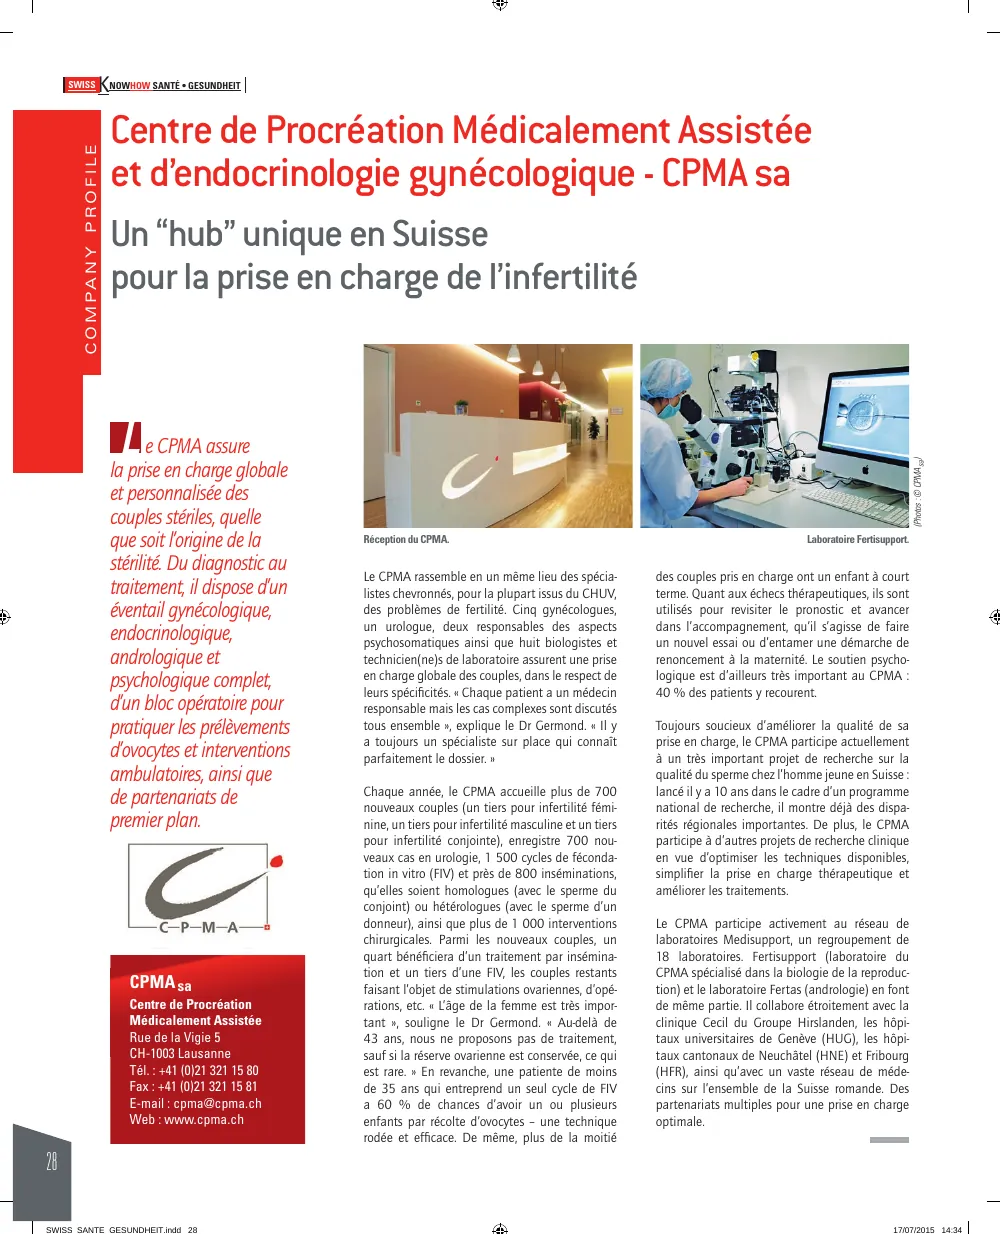 SWISS KNOWHOW SANTÉ • GESUNDHEIT
COMPANY PROFILE
Centre de Procréation Médicalement Assistée
et d’endocrinologie gynécologique - CPMA sa
Un “hub” unique en Suisse
pour la prise en charge de l’infertilité
Le CPMA assure
la prise en charge globale
et personnalisée des
couples stériles, quelle
que soit l’origine de la
stérilité. Du diagnostic au
traitement, il dispose d’un
éventail gynécologique,
endocrinologique,
andrologique et
psychologique complet,
d’un bloc opératoire pour
pratiquer les prélèvements
d’ovocytes et interventions
ambulatoires, ainsi que
de partenariats de
premier plan.
C–P–M–A
CPMA sa
Centre de Procréation
Médicalement Assistée
Rue de la Vigie 5
CH-1003 Lausanne
Tél. : +41 (0)21 321 15 80
Fax : +41 (0)21 321 15 81
E-mail : cpma@cpma.ch
Web : www.cpma.ch
(Photos : © CPMA sa)
Réception du CPMA.
Laboratoire Fertisupport.
Le CPMA rassemble en un même lieu des spécia-
listes chevronnés, pour la plupart issus du CHUV,
des problèmes de fertilité. Cinq gynécologues,
un urologue, deux responsables des aspects
psychosomatiques ainsi que huit biologistes et
technicien(ne)s de laboratoire assurent une prise
en charge globale des couples, dans le respect de
leurs spécificités. « Chaque patient a un médecin
responsable mais les cas complexes sont discutés
tous ensemble », explique le Dr Germond. « Il y
a toujours un spécialiste sur place qui connaît
parfaitement le dossier. »
Chaque année, le CPMA accueille plus de 700
nouveaux couples (un tiers pour infertilité fémi-
nine, un tiers pour infertilité masculine et un tiers
pour infertilité conjointe), enregistre 700 nou-
veaux cas en urologie, 1 500 cycles de féconda-
tion in vitro (FIV) et près de 800 inséminations,
qu’elles soient homologues (avec le sperme du
conjoint) ou hétérologues (avec le sperme d’un
donneur), ainsi que plus de 1 000 interventions
chirurgicales. Parmi les nouveaux couples, un
quart bénéficiera d’un traitement par insémina-
tion et un tiers d’une FIV, les couples restants
faisant l’objet de stimulations ovariennes, d’opé-
rations, etc. « L’âge de la femme est très impor-
tant », souligne le Dr Germond. « Au-delà de
43 ans, nous ne proposons pas de traitement,
sauf si la réserve ovarienne est conservée, ce qui
est rare. » En revanche, une patiente de moins
de 35 ans qui entreprend un seul cycle de FIV
a 60 % de chances d’avoir un ou plusieurs
enfants par récolte d’ovocytes – une technique
rodée et efficace. De même, plus de la moitié
des couples pris en charge ont un enfant à court
terme. Quant aux échecs thérapeutiques, ils sont
utilisés pour revisiter le pronostic et avancer
dans l’accompagnement, qu’il s’agisse de faire
un nouvel essai ou d’entamer une démarche de
renoncement à la maternité. Le soutien psycho-
logique est d’ailleurs très important au CPMA :
40 % des patients y recourent.
Toujours soucieux d’améliorer la qualité de sa
prise en charge, le CPMA participe actuellement
à un très important projet de recherche sur la
qualité du sperme chez l’homme jeune en Suisse :
lancé il y a 10 ans dans le cadre d’un programme
national de recherche, il montre déjà des dispa-
rités régionales importantes. De plus, le CPMA
participe à d’autres projets de recherche clinique
en vue d’optimiser les techniques disponibles,
simplifier la prise en charge thérapeutique et
améliorer les traitements.
Le CPMA participe activement au réseau de
laboratoires Medisupport, un regroupement de
18 laboratoires. Fertisupport (laboratoire du
CPMA spécialisé dans la biologie de la reproduc-
tion) et le laboratoire Fertas (andrologie) en font
de même partie. Il collabore étroitement avec la
clinique Cecil du Groupe Hirslanden, les hôpi-
taux universitaires de Genève (HUG), les hôpi-
taux cantonaux de Neuchâtel (HNE) et Fribourg
(HFR), ainsi qu’avec un vaste réseau de méde-
cins sur l’ensemble de la Suisse romande. Des
partenariats multiples pour une prise en charge
optimale.
28
SWISS_SANTE_GESUNDHEIT.indd 28
17/07/2015 14:34